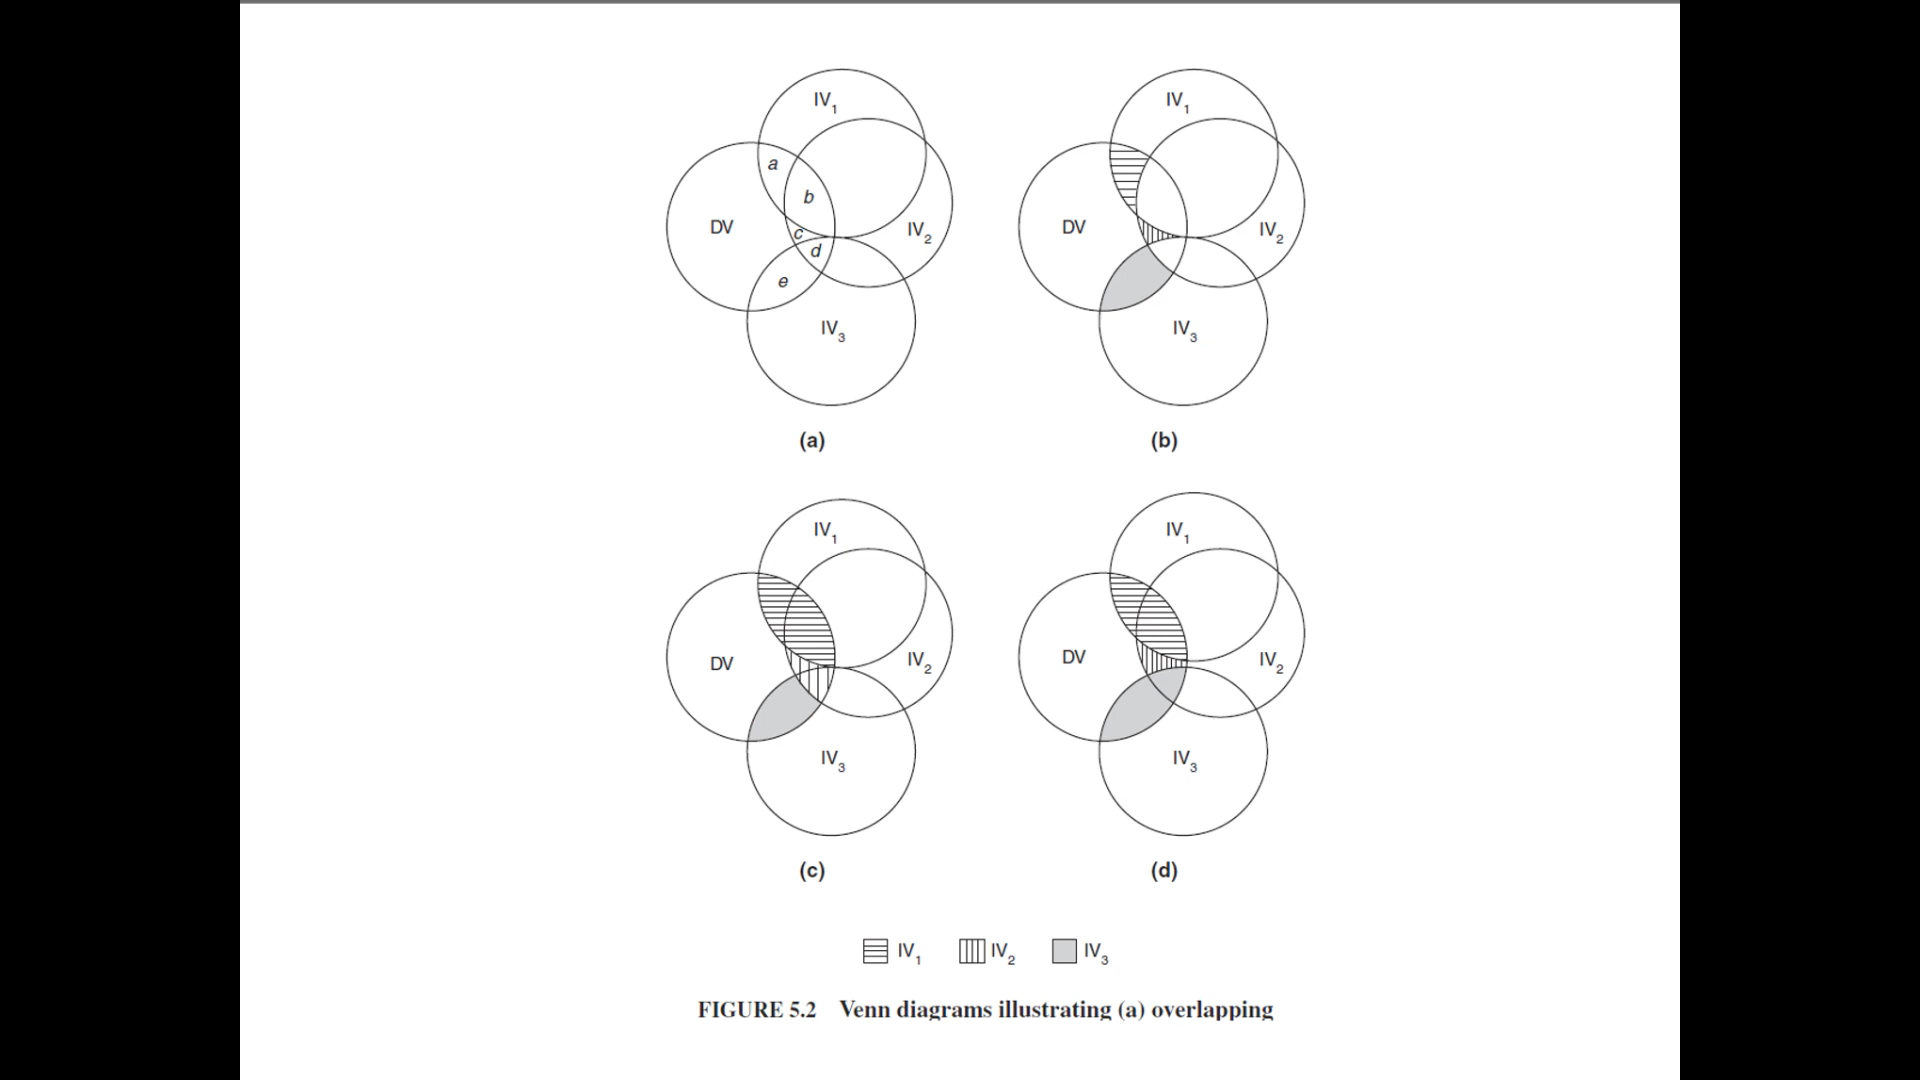 IV1
a
b
DV
IV2
c
d
e
IV3
(a)
IV1
DV
IV2
IV3
(b)
IV1
DV
IV2
IV3
(c)
IV1
DV
IV2
IV3
(d)
IV1 IV2 IV3
FIGURE 5.2 Venn diagrams illustrating (a) overlapping